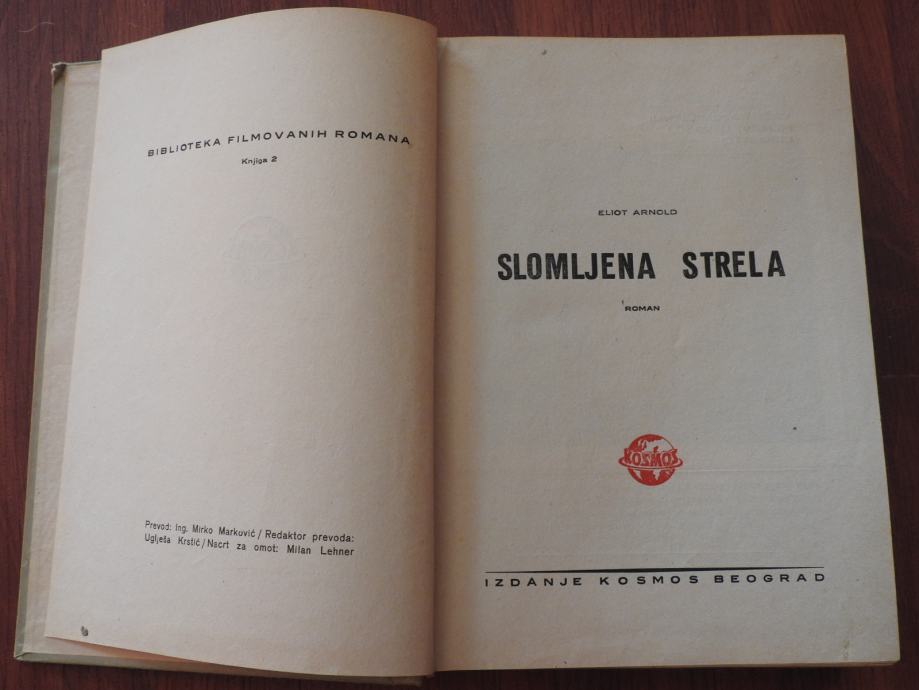 BIBLIOTEKA FILMOVANIH ROMANA
Knjiga 2
Prevod: Ing. Mirko Marković / Redaktor prevoda:
Uglješa Krstić / Nacrt za omot: Milan Lehner
ELIOT ARNOLD
SLOMLJENA STRELA
ROMAN
KOSMOS
IZDANJE KOSMOS BEOGRAD